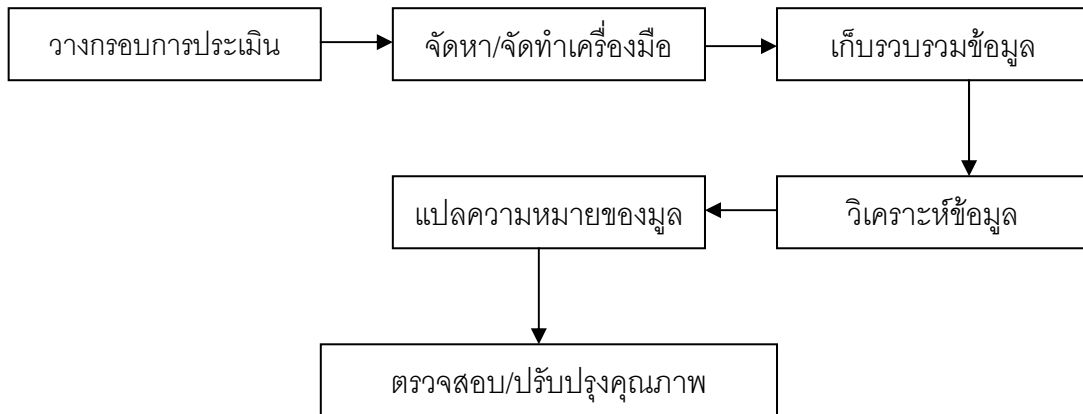 วางกรอบการประเมิน
จัดหา/จัดทำเครื่องมือ
เก็บรวบรวมข้อมูล
วิเคราะห์ข้อมูล
แปลความหมายของมูล
ตรวจสอบ/ปรับปรุงคุณภาพ